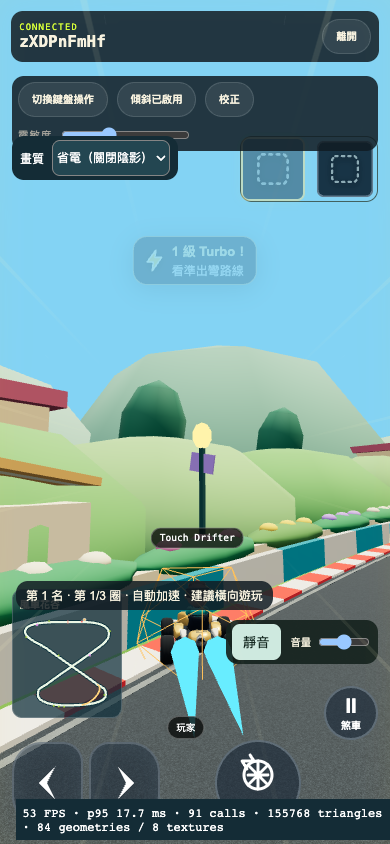 CONNECTED
zXDPnFmHf
離開
切換鍵盤操作
傾斜已啟用
校正
靈敏度
畫質
省電（關閉陰影）
1 級 Turbo！
看準出彎路線
Touch Drifter
第 1 名 · 第 1/3 圈 · 自動加速 · 建議橫向遊玩
靜音
音量
玩家
煞車
53 FPS · p95 17.7 ms · 91 calls · 155768 triangles
· 84 geometries / 8 textures